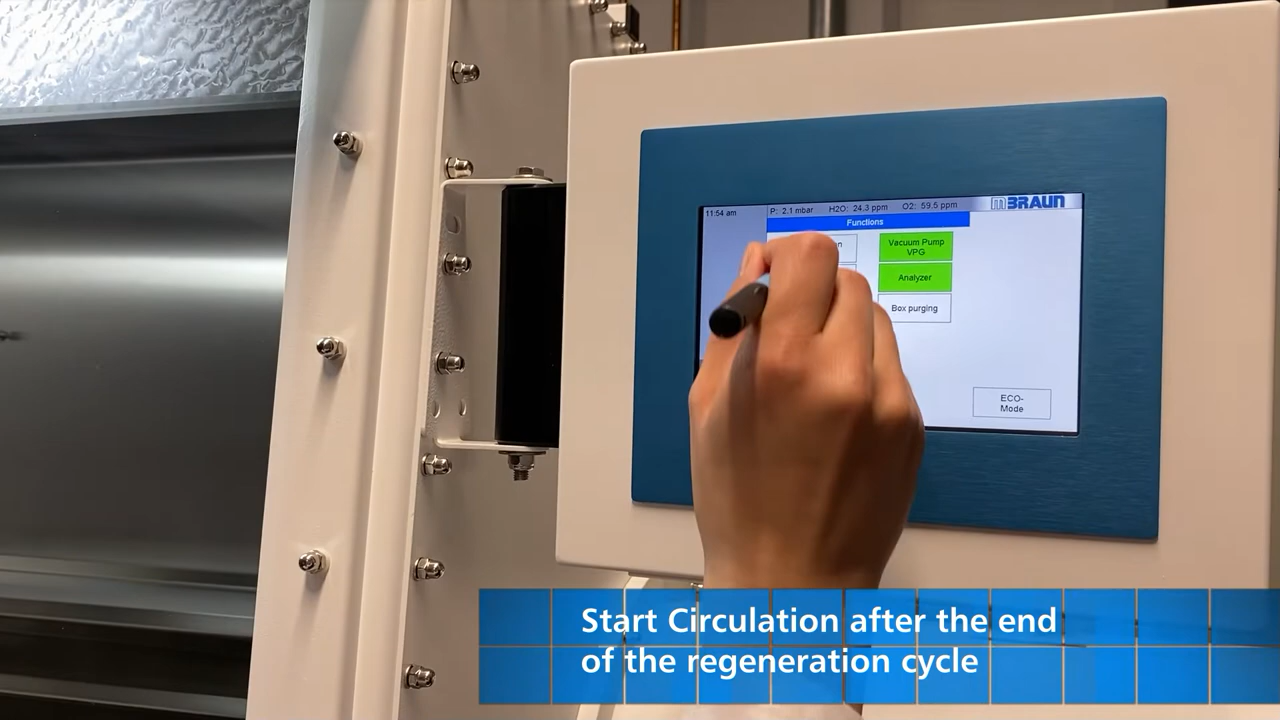 11:54 am
P: 2.1 mbar H2O: 24.3 ppm O2: 59.5 ppm
mBRAUN
Functions
Vacuum Pump
VPG
Analyzer
Box purging
ECO-
Mode
Start Circulation after the end
of the regeneration cycle